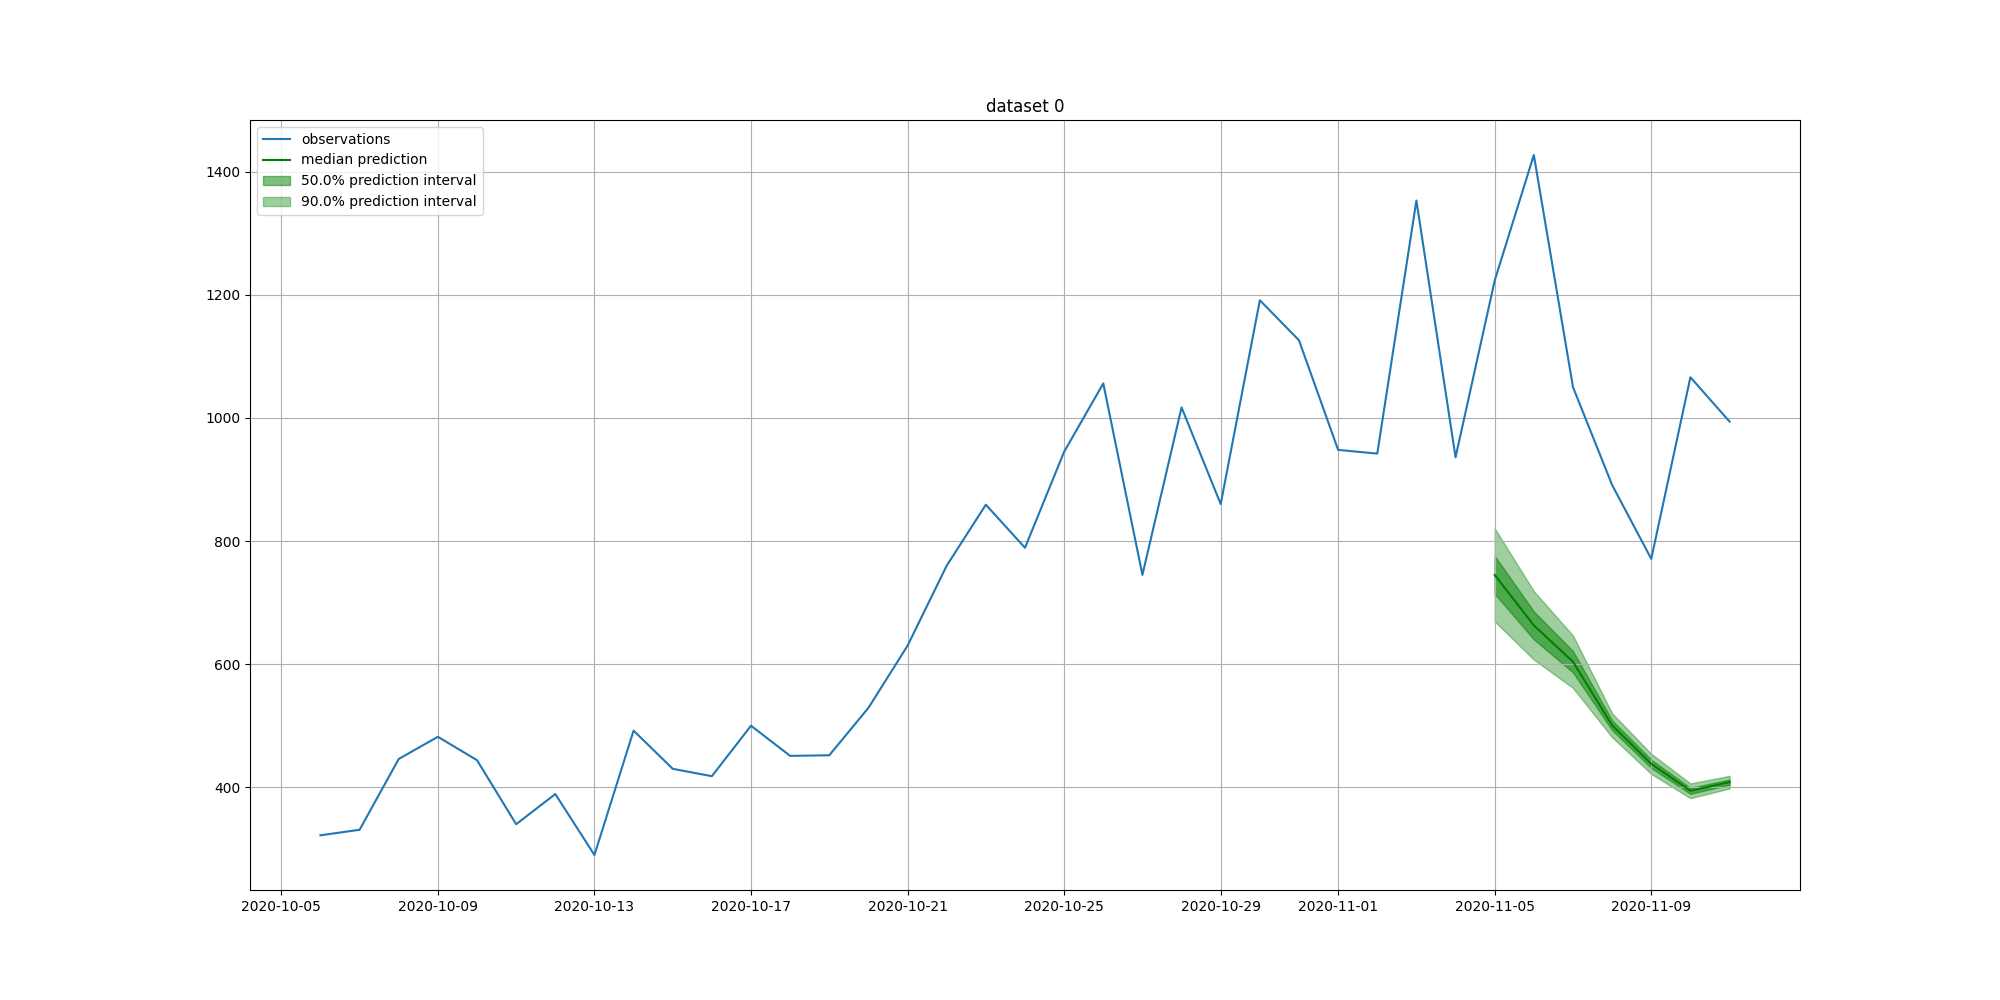 dataset 0
observations
median prediction
50.0% prediction interval
90.0% prediction interval
1400
1200
1000
800
600
400
2020-10-05 2020-10-09 2020-10-13 2020-10-17 2020-10-21 2020-10-25 2020-10-29 2020-11-01 2020-11-05 2020-11-09